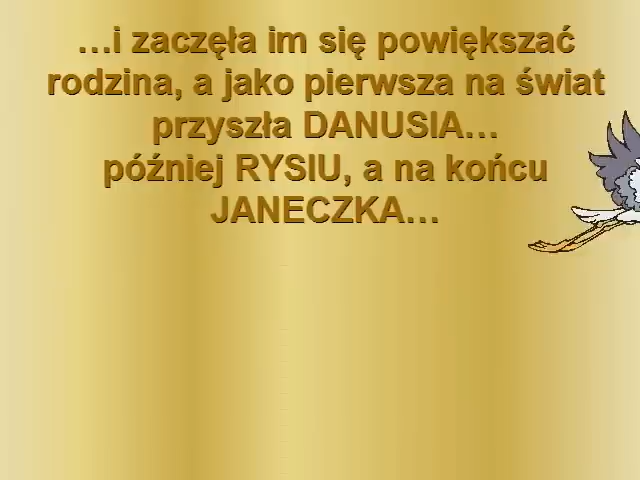 …i zaczęła im się powiększać
rodzina, a jako pierwsza na świat
przyszła DANUSIA…
później RYSIU, a na końcu
JANECZKA…